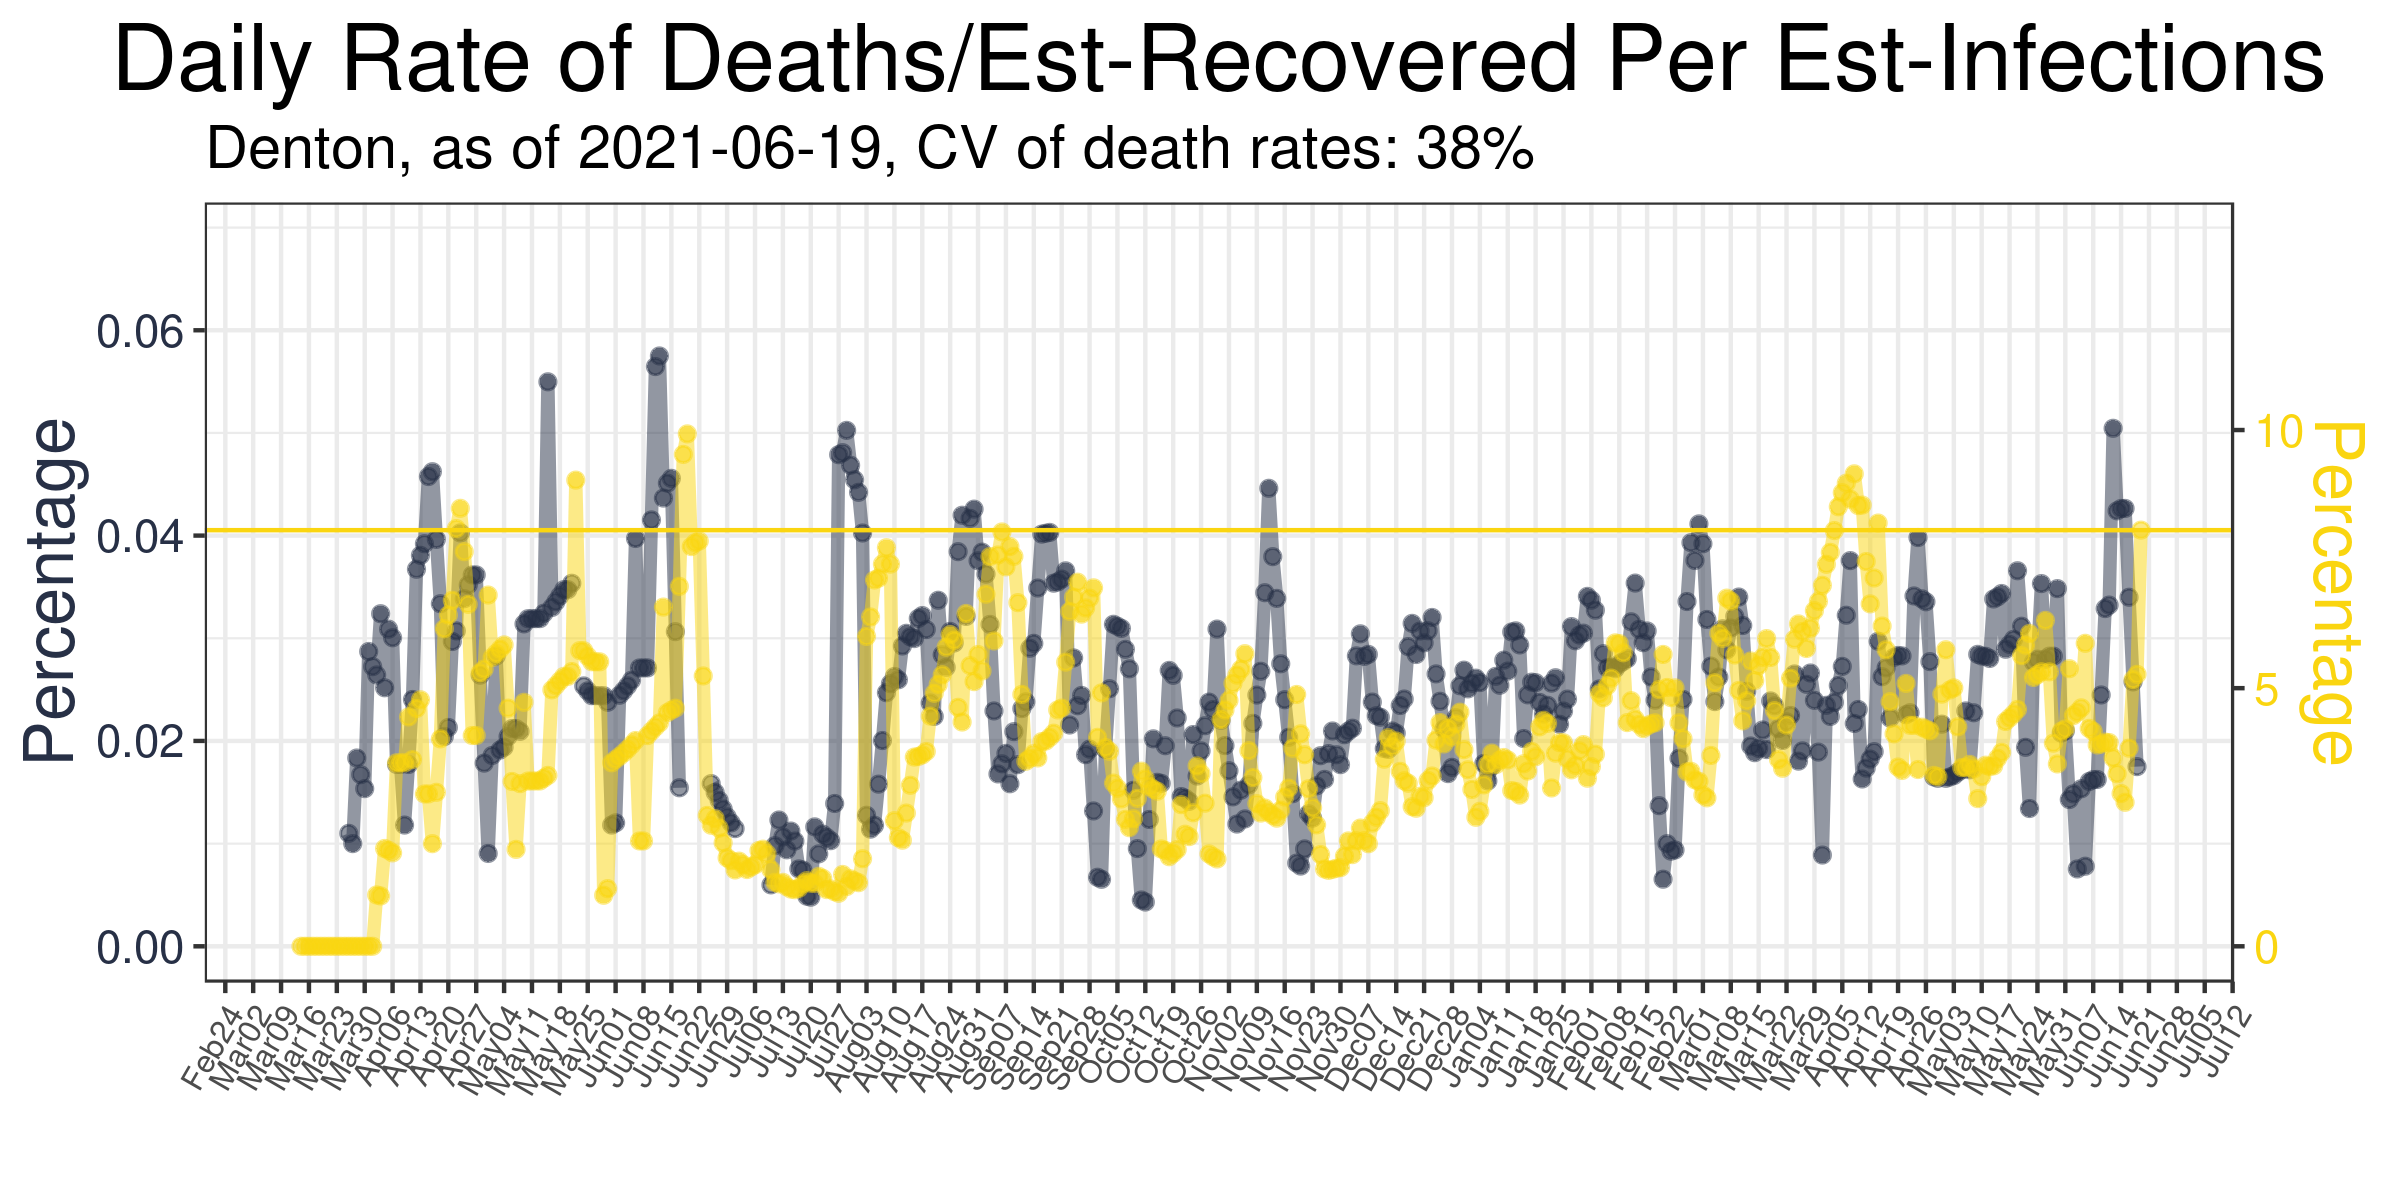 Daily Rate of Deaths/Est-Recovered Per Est-Infections
Denton, as of 2021-06-19, CV of death rates: 38%
Percentage
0.06
0.04
0.02
0.00
10
5
0
Percentage
Feb24
Mar02
Mar09
Mar16
Mar23
Mar30
Apr06
Apr13
Apr20
Apr27
May04
May11
May18
May25
Jun01
Jun08
Jun15
Jun22
Jun29
Jul06
Jul13
Jul20
Jul27
Aug03
Aug10
Aug17
Aug24
Aug31
Sep07
Sep14
Sep21
Sep28
Oct05
Oct12
Oct19
Oct26
Nov02
Nov09
Nov16
Nov23
Nov30
Dec07
Dec14
Dec21
Dec28
Jan04
Jan11
Jan18
Jan25
Feb01
Feb08
Feb15
Feb22
Mar01
Mar08
Mar15
Mar22
Mar29
Apr05
Apr12
Apr19
Apr26
May03
May10
May17
May24
May31
Jun07
Jun14
Jun21
Jun28
Jul05
Jul12